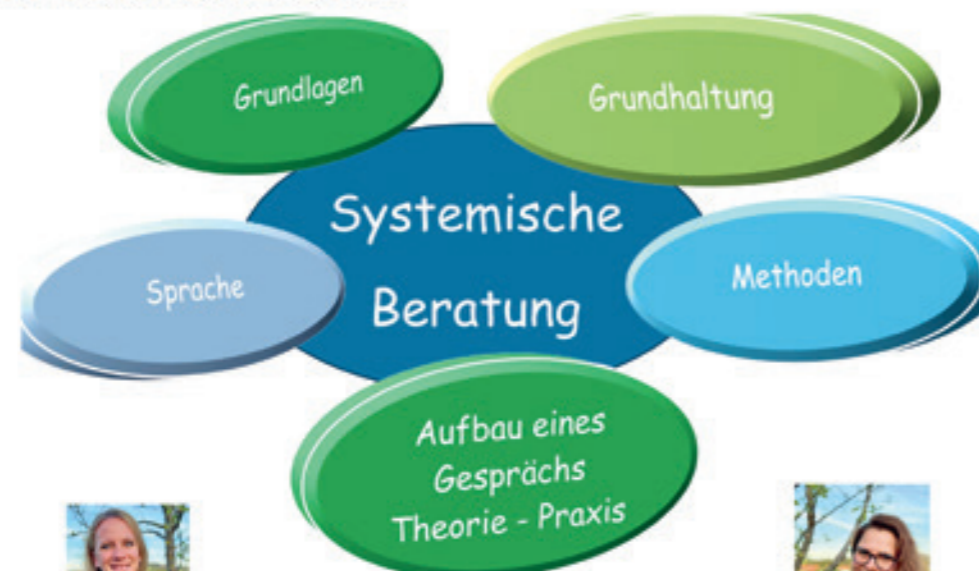 Grundlagen
Grundhaltung
Systemische
Beratung
Sprache
Methoden
Aufbau eines
Gesprächs
Theorie - Praxis